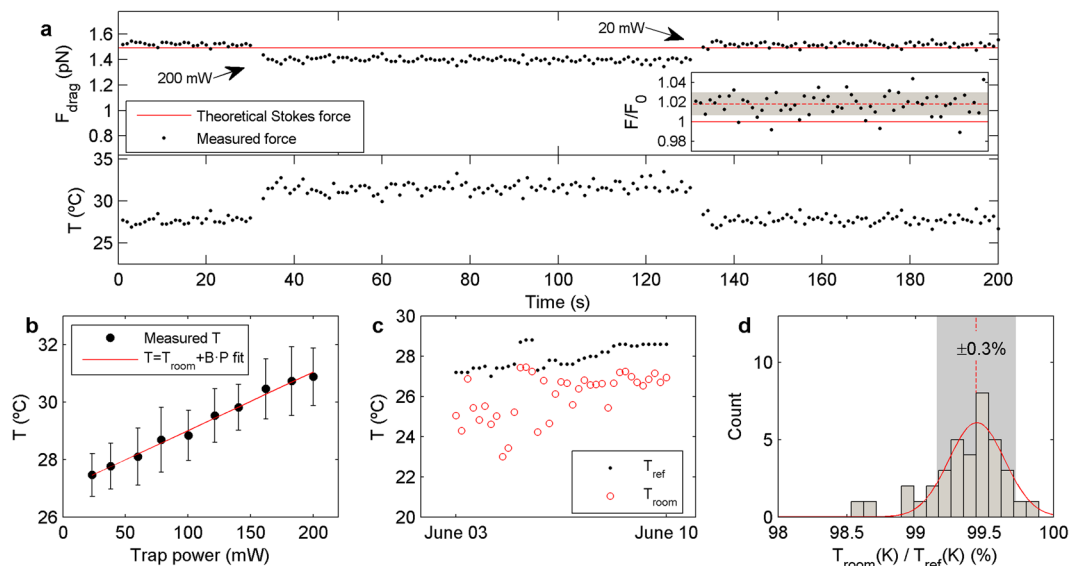 a
1.6
1.4
1.2
1
0.8
F_drag (pN)
200 mW
20 mW
Theoretical Stokes force
Measured force
F/F_0
1.04
1.02
1
0.98
35
30
25
T (ºC)
0 20 40 60 80 100 120 140 160 180 200
Time (s)
b
32
30
28
26
T (ºC)
Measured T
T=T_room+B·P fit
0 50 100 150 200
Trap power (mW)
c
30
28
26
24
22
20
T (ºC)
T_ref
T_room
June 03 June 10
d
10
5
0
Count
±0.3%
98 98.5 99 99.5 100
T_room(K) / T_ref(K) (%)